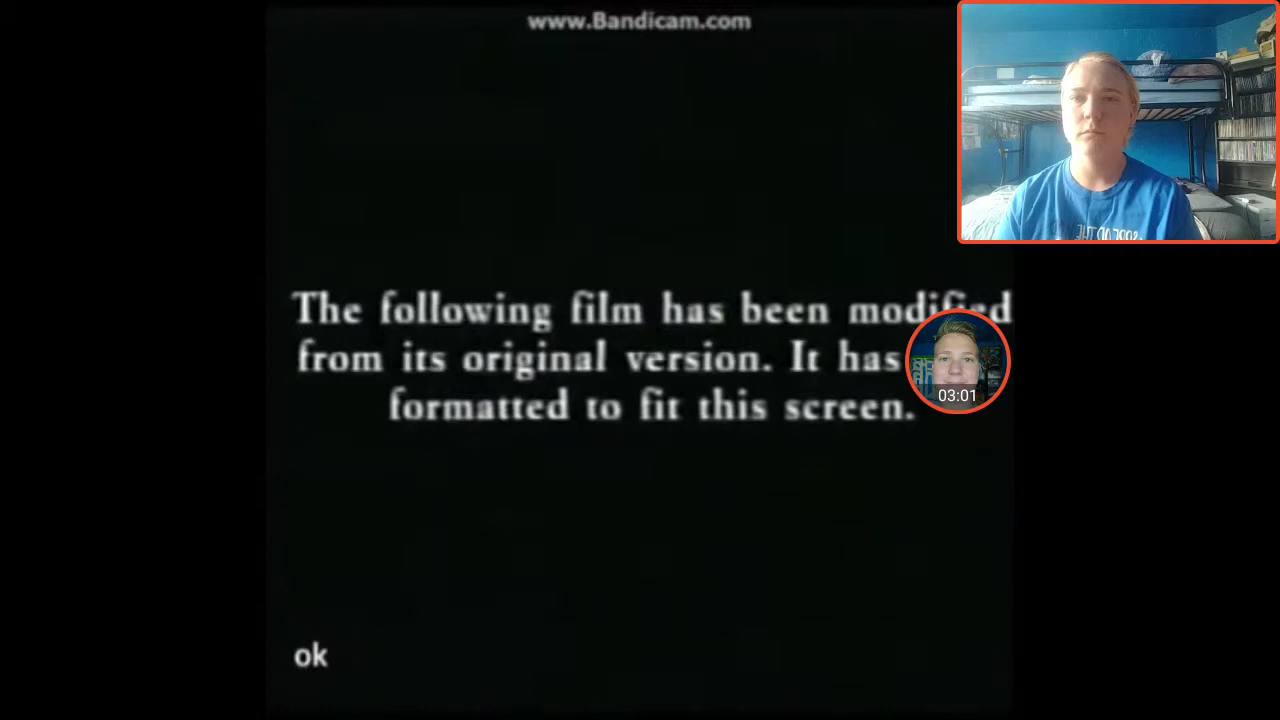 www.Bandicam.com
The following film has been modified
from its original version. It has
formatted to fit this screen.
03:01
ok